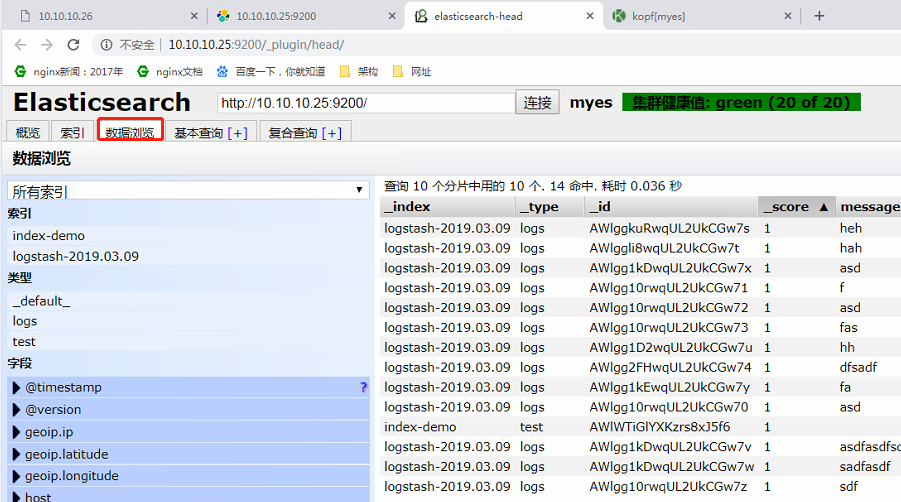 10.10.10.26 10.10.10.25:9200 elasticsearch-head kopf[myes]
不安全 10.10.10.25:9200/_plugin/head/
nginx新闻：2017年 nginx文档 百度一下，你就知道 架构 网址
Elasticsearch http://10.10.10.25:9200/ 连接 myes 集群健康值: green (20 of 20)
概览 索引 数据浏览 基本查询 [+] 复合查询 [+]
数据浏览
所有索引
索引
index-demo
logstash-2019.03.09
类型
_default_
logs
test
字段
@timestamp ?
@version
geoip.ip
geoip.latitude
geoip.longitude
host
查询 10 个分片中用的 10 个. 14 命中. 耗时 0.036 秒
_index _type _id _score ▲ message
logstash-2019.03.09 logs AWlggkuRwqUL2UkCGw7s 1 heh
logstash-2019.03.09 logs AWlggli8wqUL2UkCGw7t 1 hah
logstash-2019.03.09 logs AWlgg1kDwqUL2UkCGw7x 1 asd
logstash-2019.03.09 logs AWlgg10rwqUL2UkCGw71 1 f
logstash-2019.03.09 logs AWlgg10rwqUL2UkCGw72 1 asd
logstash-2019.03.09 logs AWlgg10rwqUL2UkCGw73 1 fas
logstash-2019.03.09 logs AWlgg1D2wqUL2UkCGw7u 1 hh
logstash-2019.03.09 logs AWlgg2FHwqUL2UkCGw74 1 dfsadf
logstash-2019.03.09 logs AWlgg1kEwqUL2UkCGw7y 1 fa
logstash-2019.03.09 logs AWlgg10rwqUL2UkCGw70 1 asd
index-demo test AWlWTiGlYXKzrs8xJ5f6 1
logstash-2019.03.09 logs AWlgg1kDwqUL2UkCGw7v 1 asdfasdfsc
logstash-2019.03.09 logs AWlgg1kDwqUL2UkCGw7w 1 sadfasdf
logstash-2019.03.09 logs AWlgg10rwqUL2UkCGw7z 1 sdf